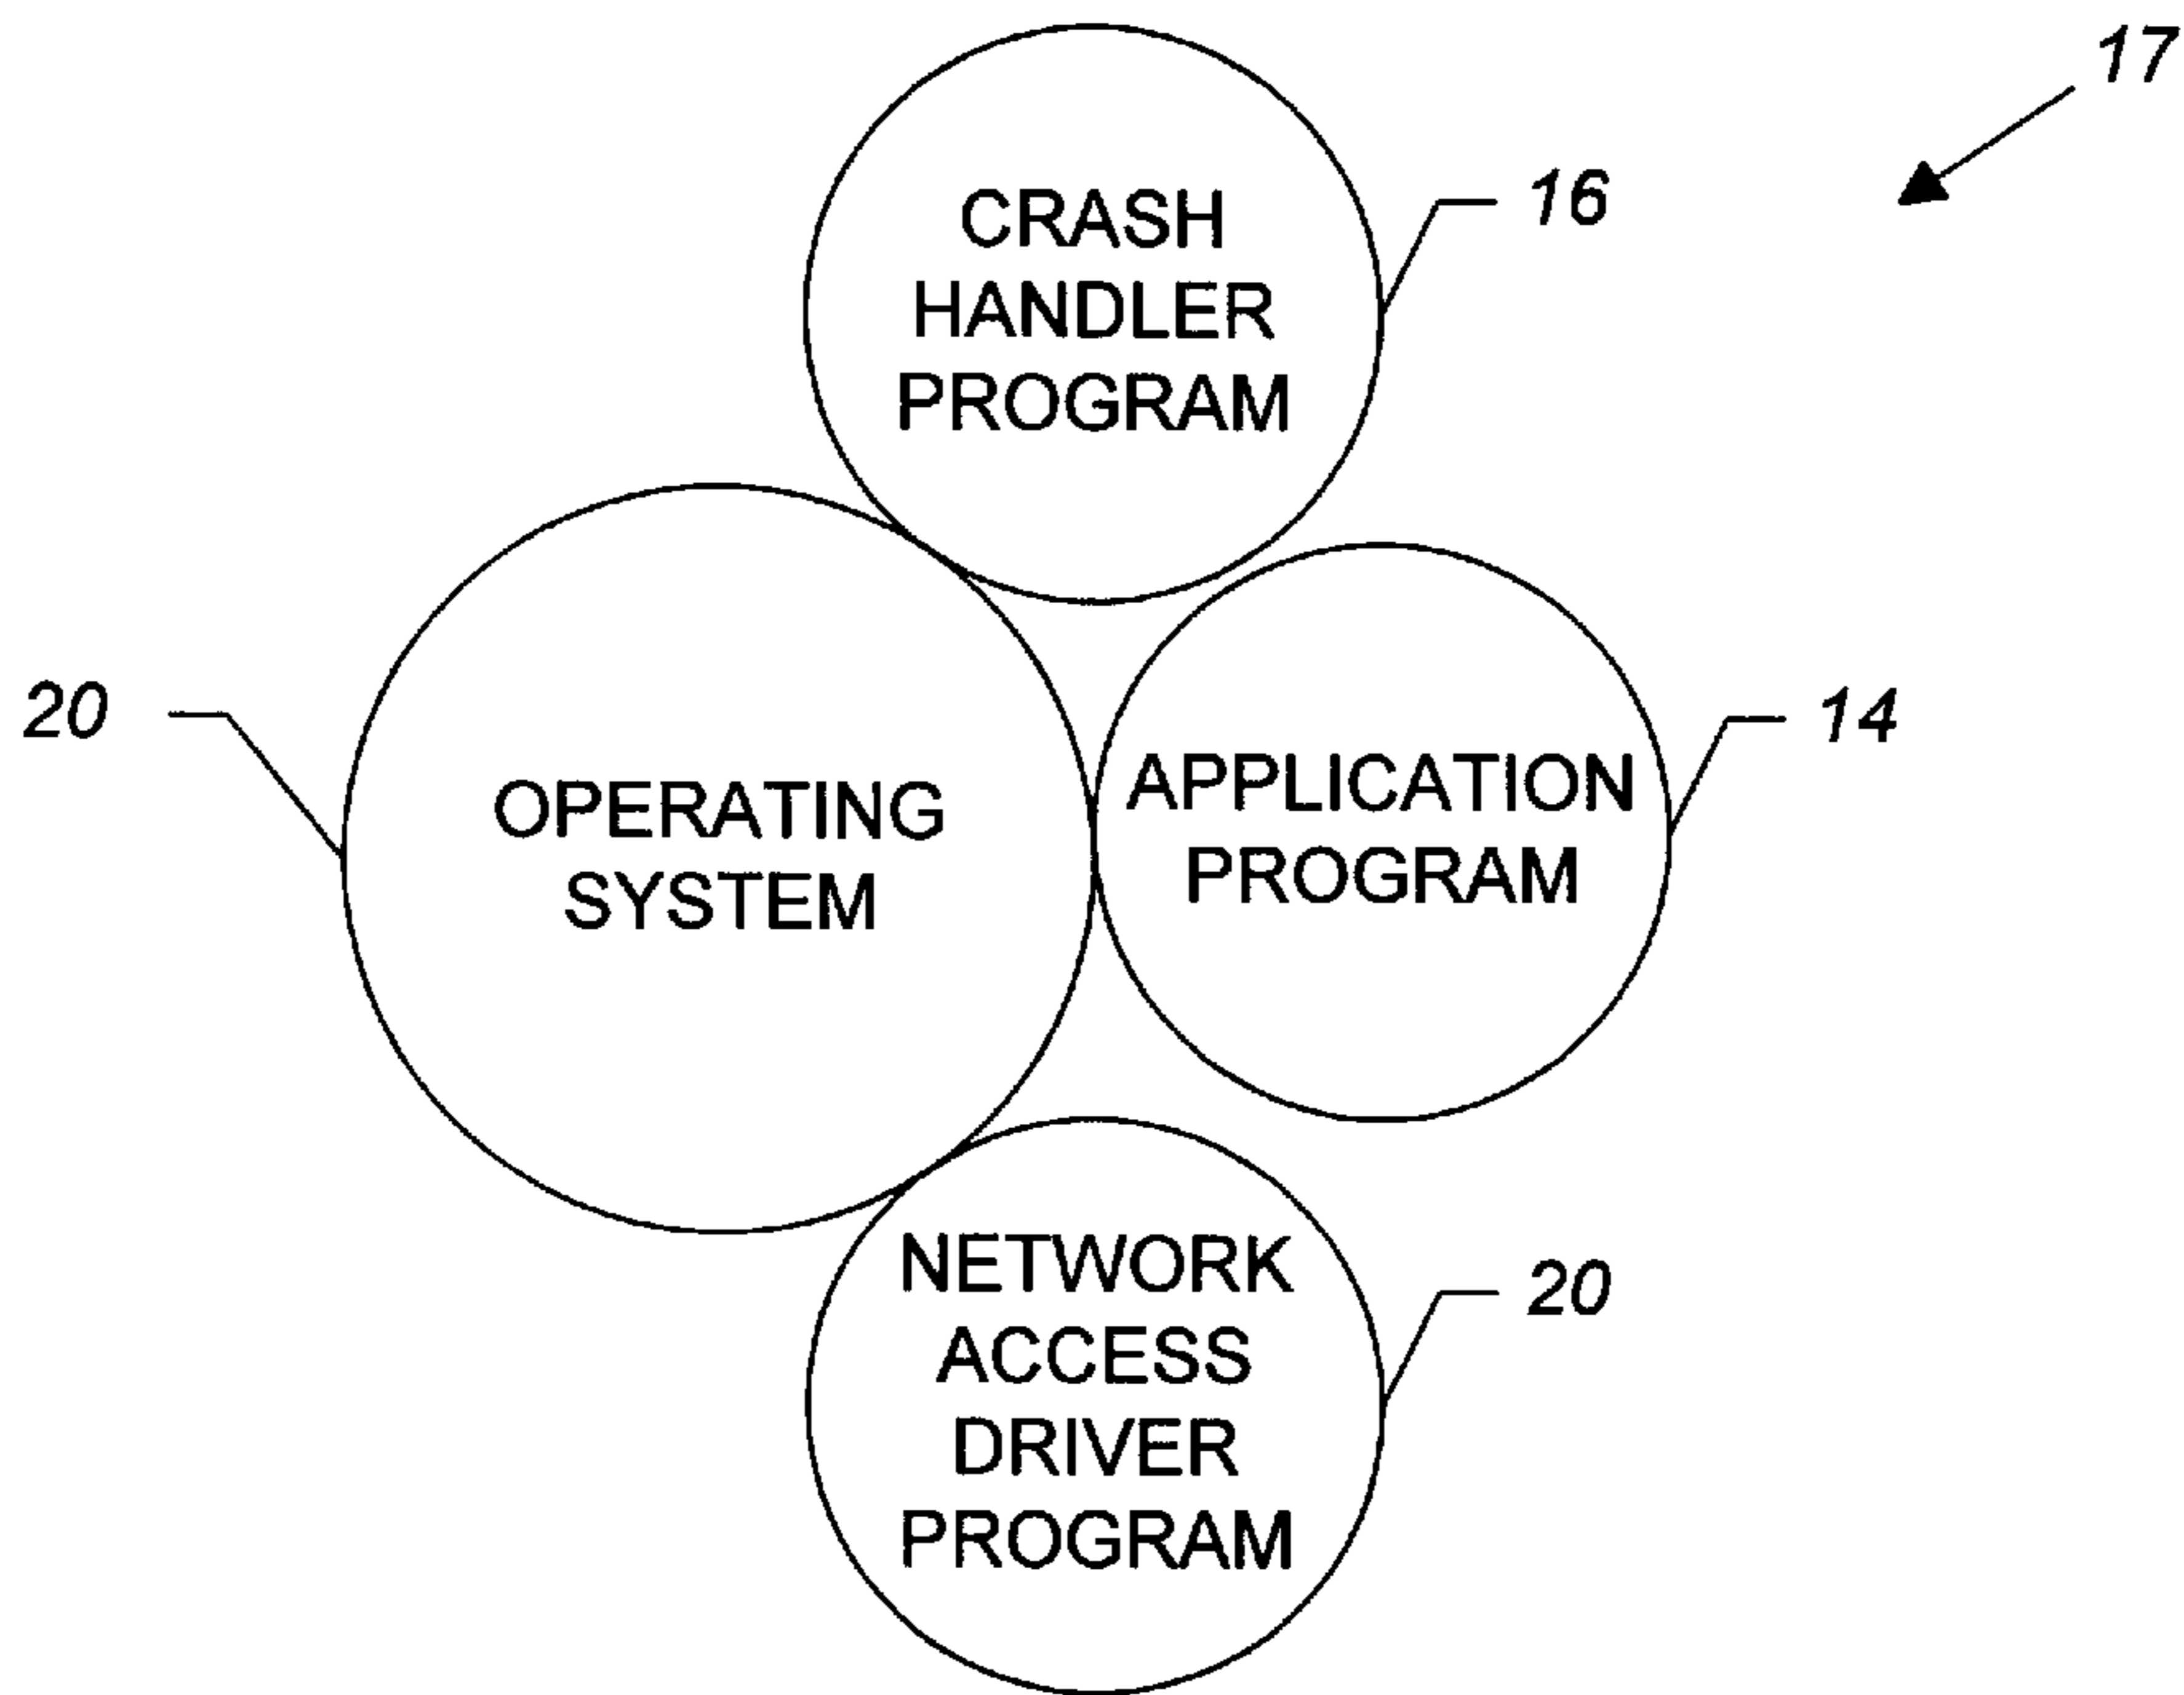 17
CRASH
HANDLER
PROGRAM
16
20
OPERATING
SYSTEM
APPLICATION
PROGRAM
14
NETWORK
ACCESS
DRIVER
PROGRAM
20